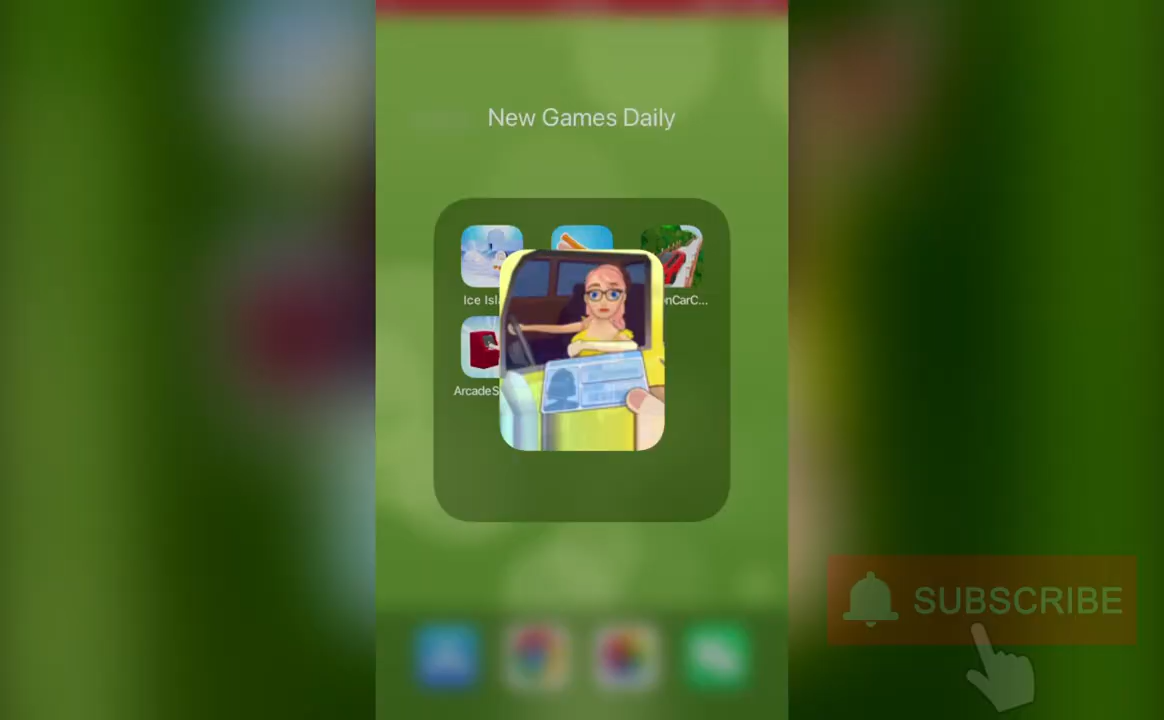 New Games Daily
Ice Isl
nCarC...
ArcadeS
SUBSCRIBE